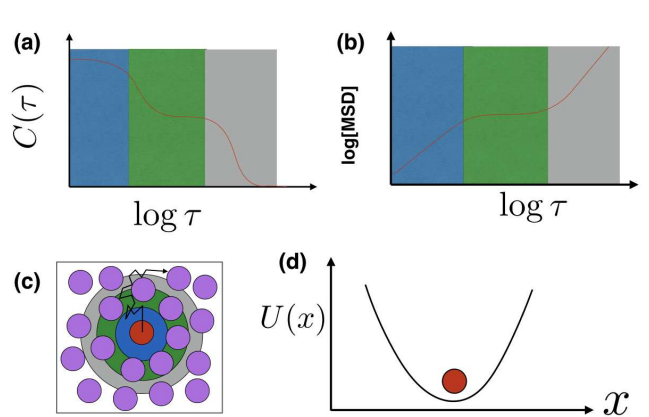 (a)
C(τ)
log τ
(b)
log[MSD]
log τ
(c)
(d)
U(x)
x